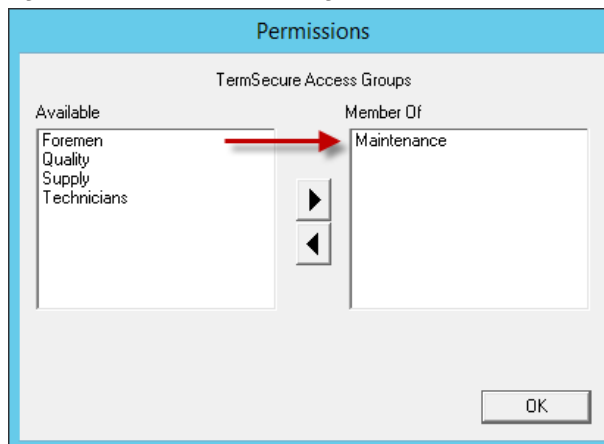 Permissions
TermSecure Access Groups
Available
Member Of
Foremen
Quality
Supply
Technicians
Maintenance
OK